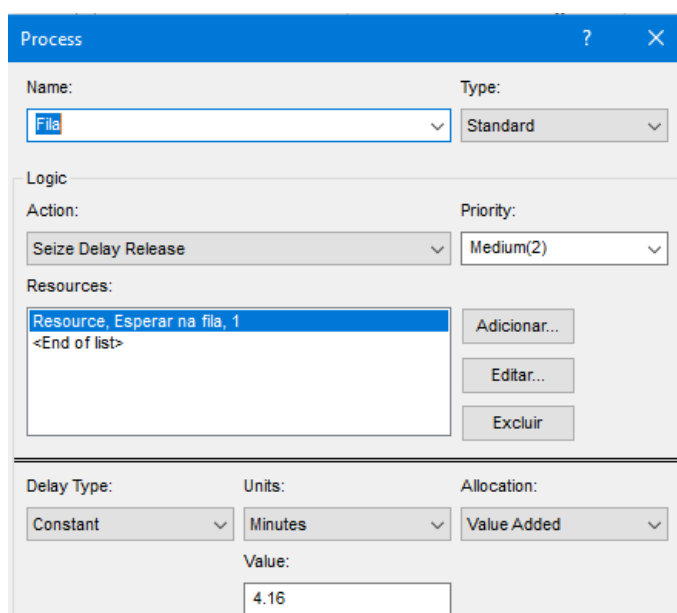 Process ?
Name: Type:
Fila Standard
Logic
Action: Priority:
Seize Delay Release Medium(2)
Resources:
Resource, Esperar na fila, 1
<End of list>
Adicionar...
Editar...
Excluir
Delay Type: Units: Allocation:
Constant Minutes Value Added
Value:
4.16